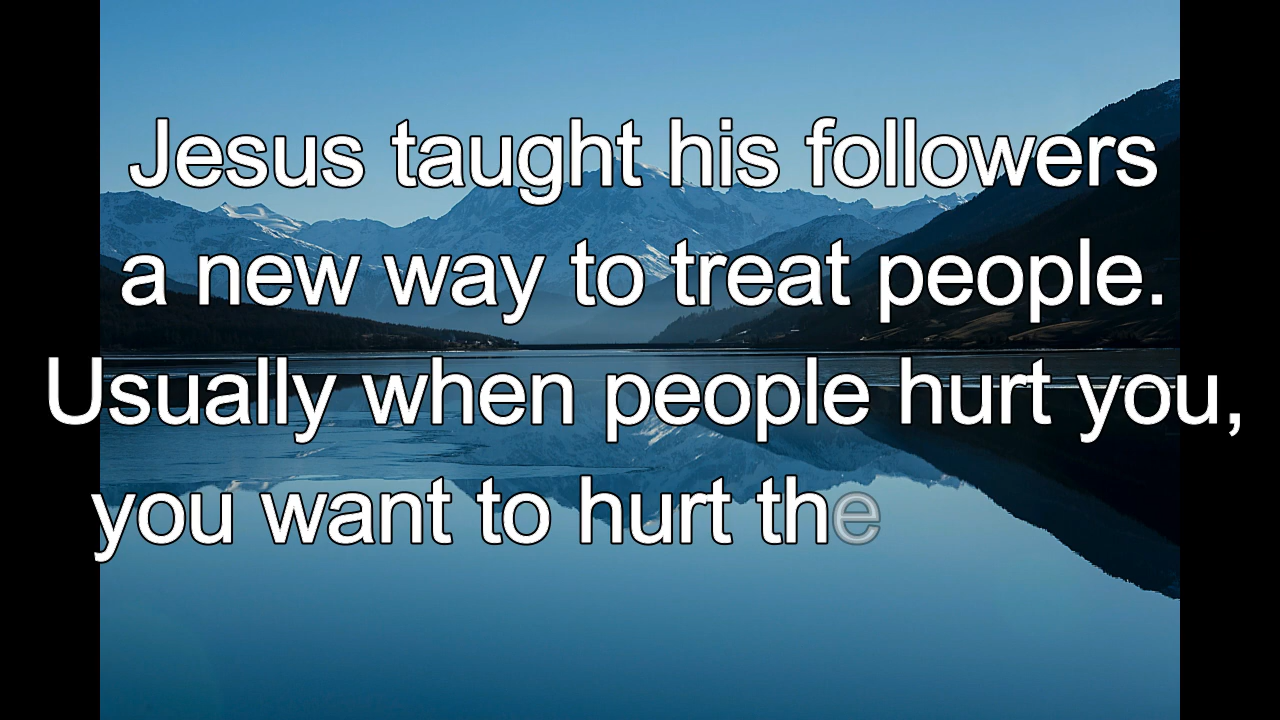 Jesus taught his followers
a new way to treat people.
Usually when people hurt you,
you want to hurt the